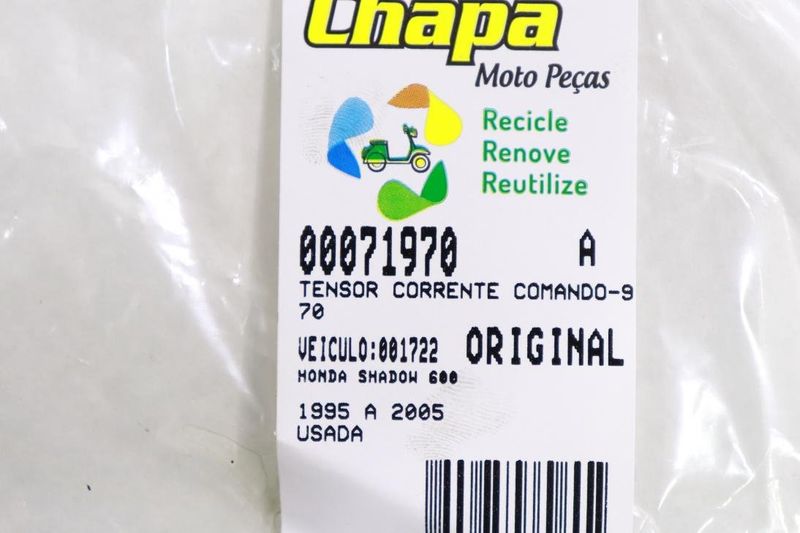 Chapa
Moto Peças
Recicle
Renove
Reutilize
00071970 A
TENSOR CORRENTE COMANDO-9
70
VEICULO:001722 ORIGINAL
HONDA SHADOW 600
1995 A 2005
USADA